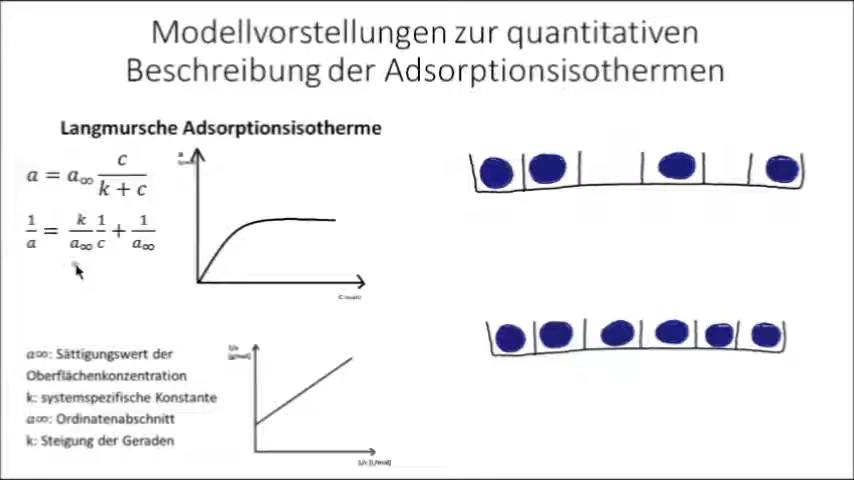 Modellvorstellungen zur quantitativen
Beschreibung der Adsorptionsisothermen
Langmursche Adsorptionsisotherme
a = a∞ c / (k + c)
1/a = k/a∞ 1/c + 1/a∞
a∞: Sättigungswert der
Oberflächenkonzentration
k: systemspezifische Konstante
a∞: Ordinatenabschnitt
k: Steigung der Geraden